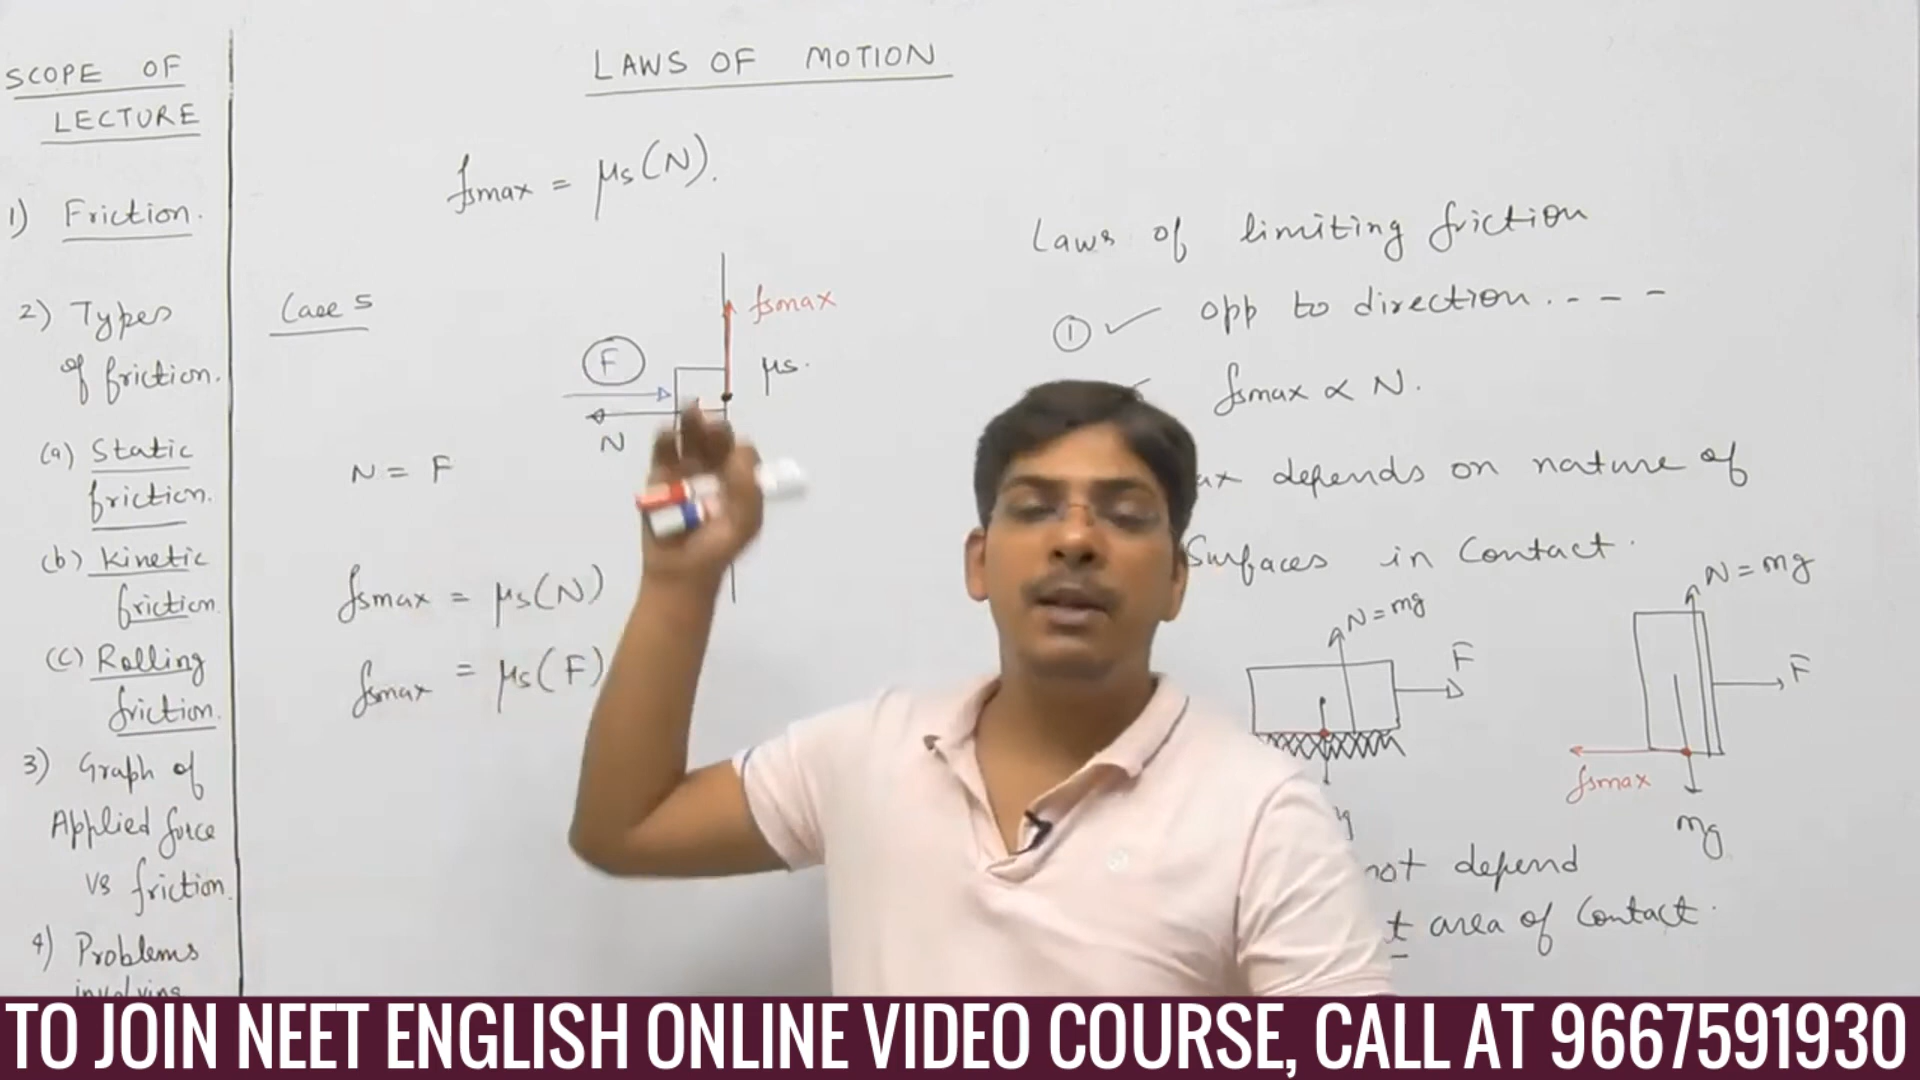 SCOPE OF
LECTURE
1) Friction.
2) Types
of friction.
(a) Static
friction.
(b) Kinetic
friction
(c) Rolling
friction.
3) Graph of
Applied force
vs friction.
4) Problems
involving
LAWS OF MOTION
fsmax = μs(N).
Case 5
fsmax
F
μs.
N
N = F
fsmax = μs(N)
fsmax = μs(F)
Laws of limiting friction
① ✓ opp to direction. - - -
fsmax ∝ N.
depends on nature of
Surfaces in Contact.
N = mg
F
N = mg
F
fsmax
mg
not depend
area of Contact.
TO JOIN NEET ENGLISH ONLINE VIDEO COURSE, CALL AT 9667591930